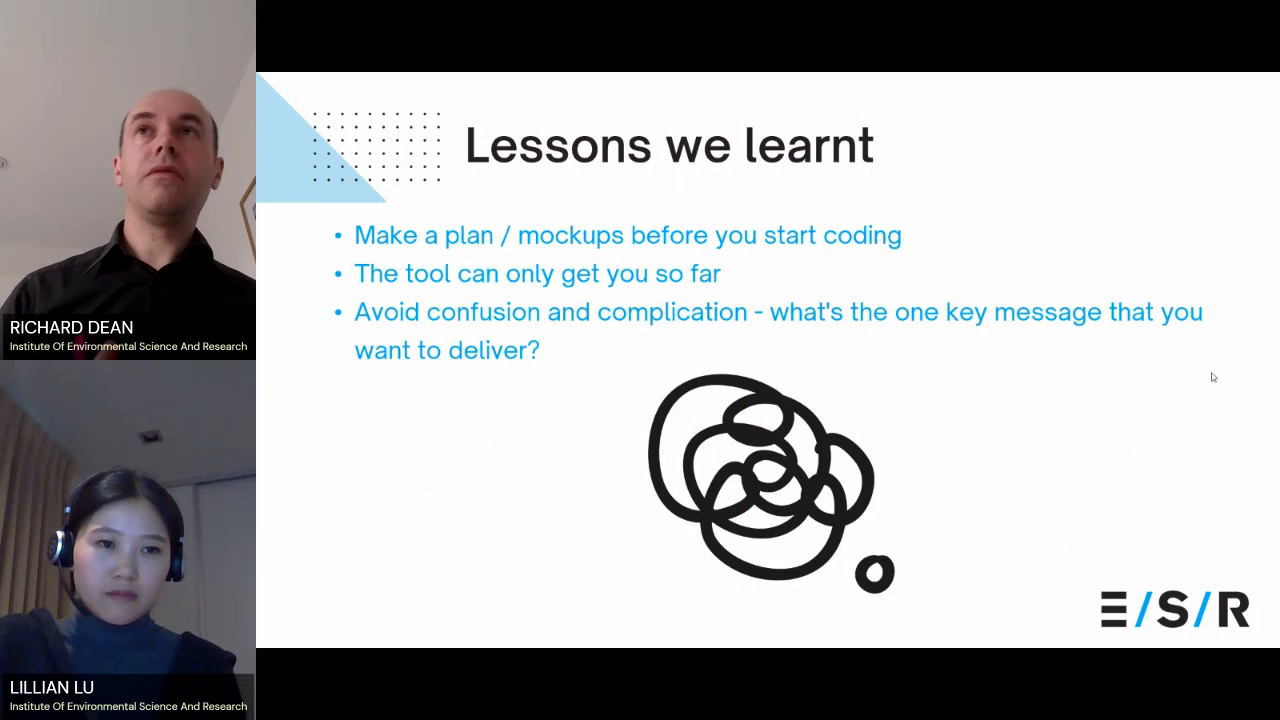 Lessons we learnt
• Make a plan / mockups before you start coding
• The tool can only get you so far
• Avoid confusion and complication - what's the one key message that you
want to deliver?
E/S/R
RICHARD DEAN
Institute Of Environmental Science And Research
LILLIAN LU
Institute Of Environmental Science And Research